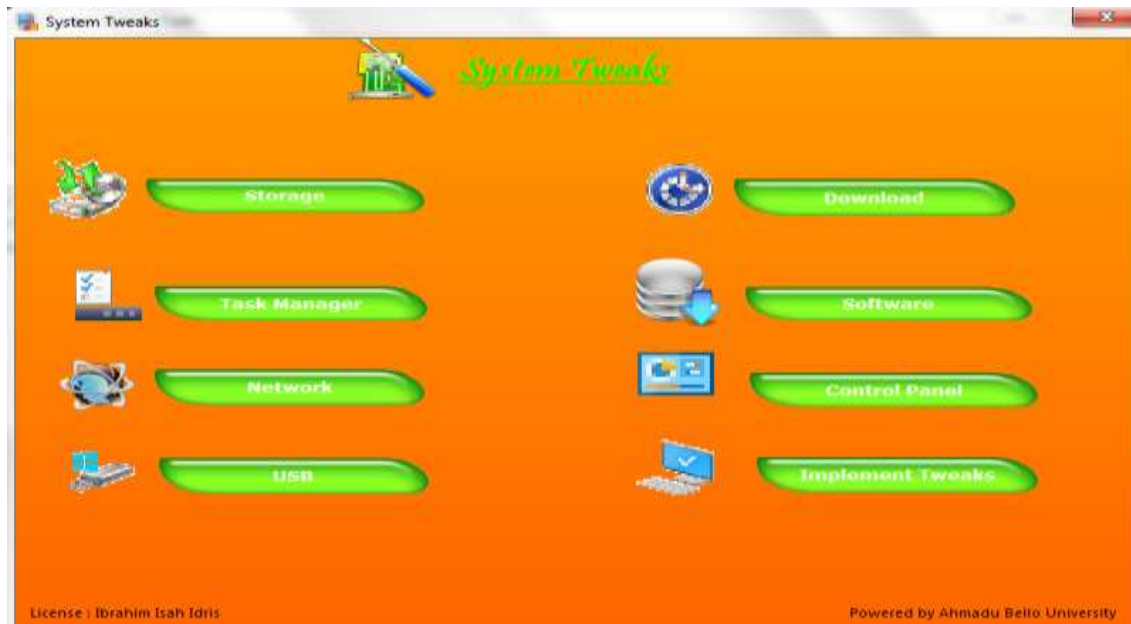 System Tweaks
System Tweaks
Storage
Download
Task Manager
Software
Network
Control Panel
USB
Implement Tweaks
License : Ibrahim Isah Idris
Powered by Ahmadu Bello University